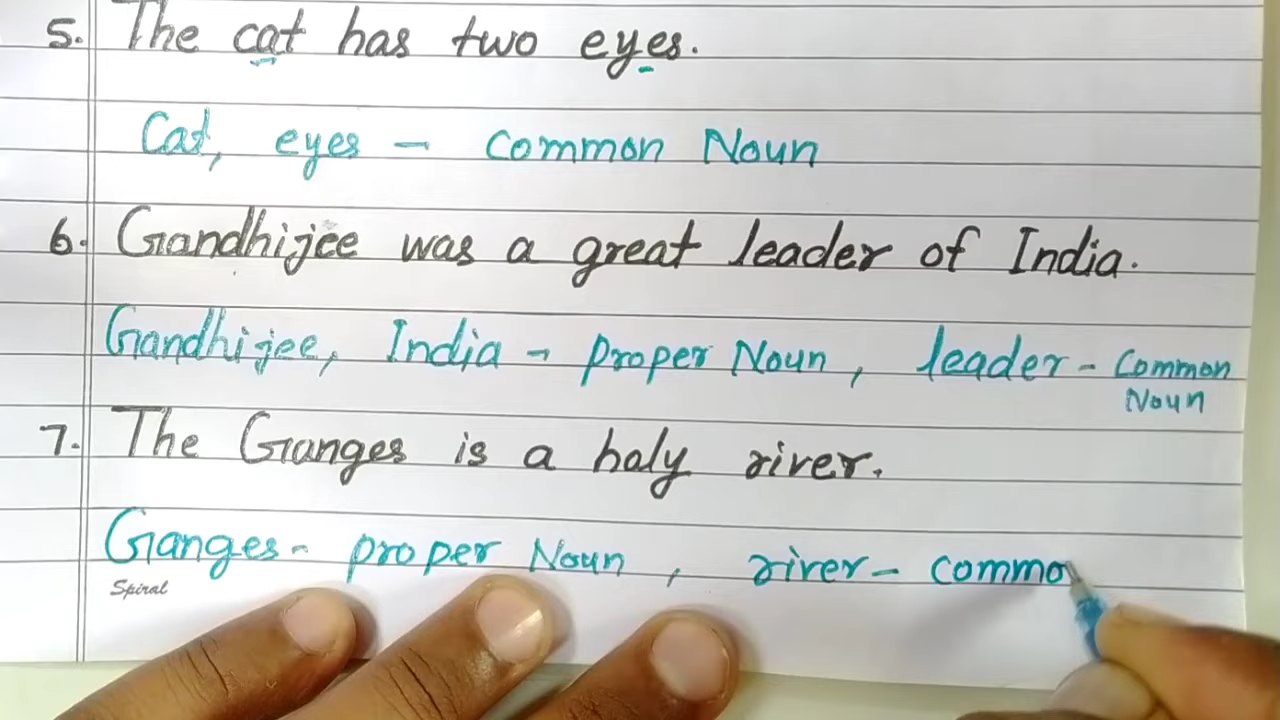 5. The cat has two eyes.
Cat, eyes - common Noun
6. Gandhijee was a great leader of India.
Gandhijee, India - proper Noun, leader - Common
Noun
7. The Ganges is a holy river.
Ganges - proper Noun, river - commo
Spiral